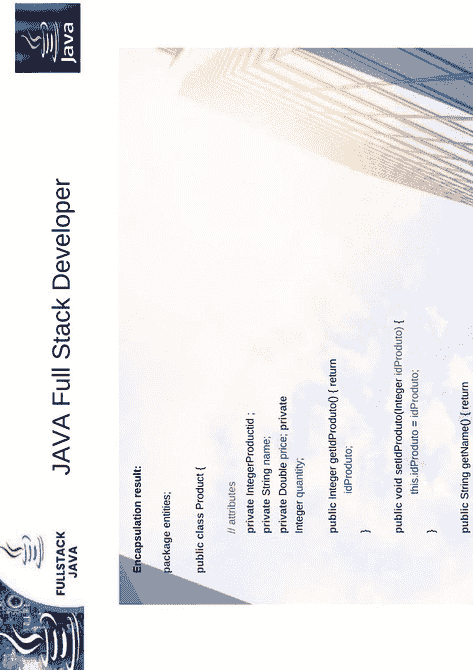 Java
JAVA Full Stack Developer
FULLSTACK
JAVA
Encapsulation result:
package entities;
public class Product {
// attributes
private IntegerProductid ;
private String name;
private Double price; private
Integer quantity;
public Integer getIdProduto() { return
idProduto;
}
public void setIdProduto(Integer idProduto) {
this.idProduto = idProduto;
}
public String getName() { return